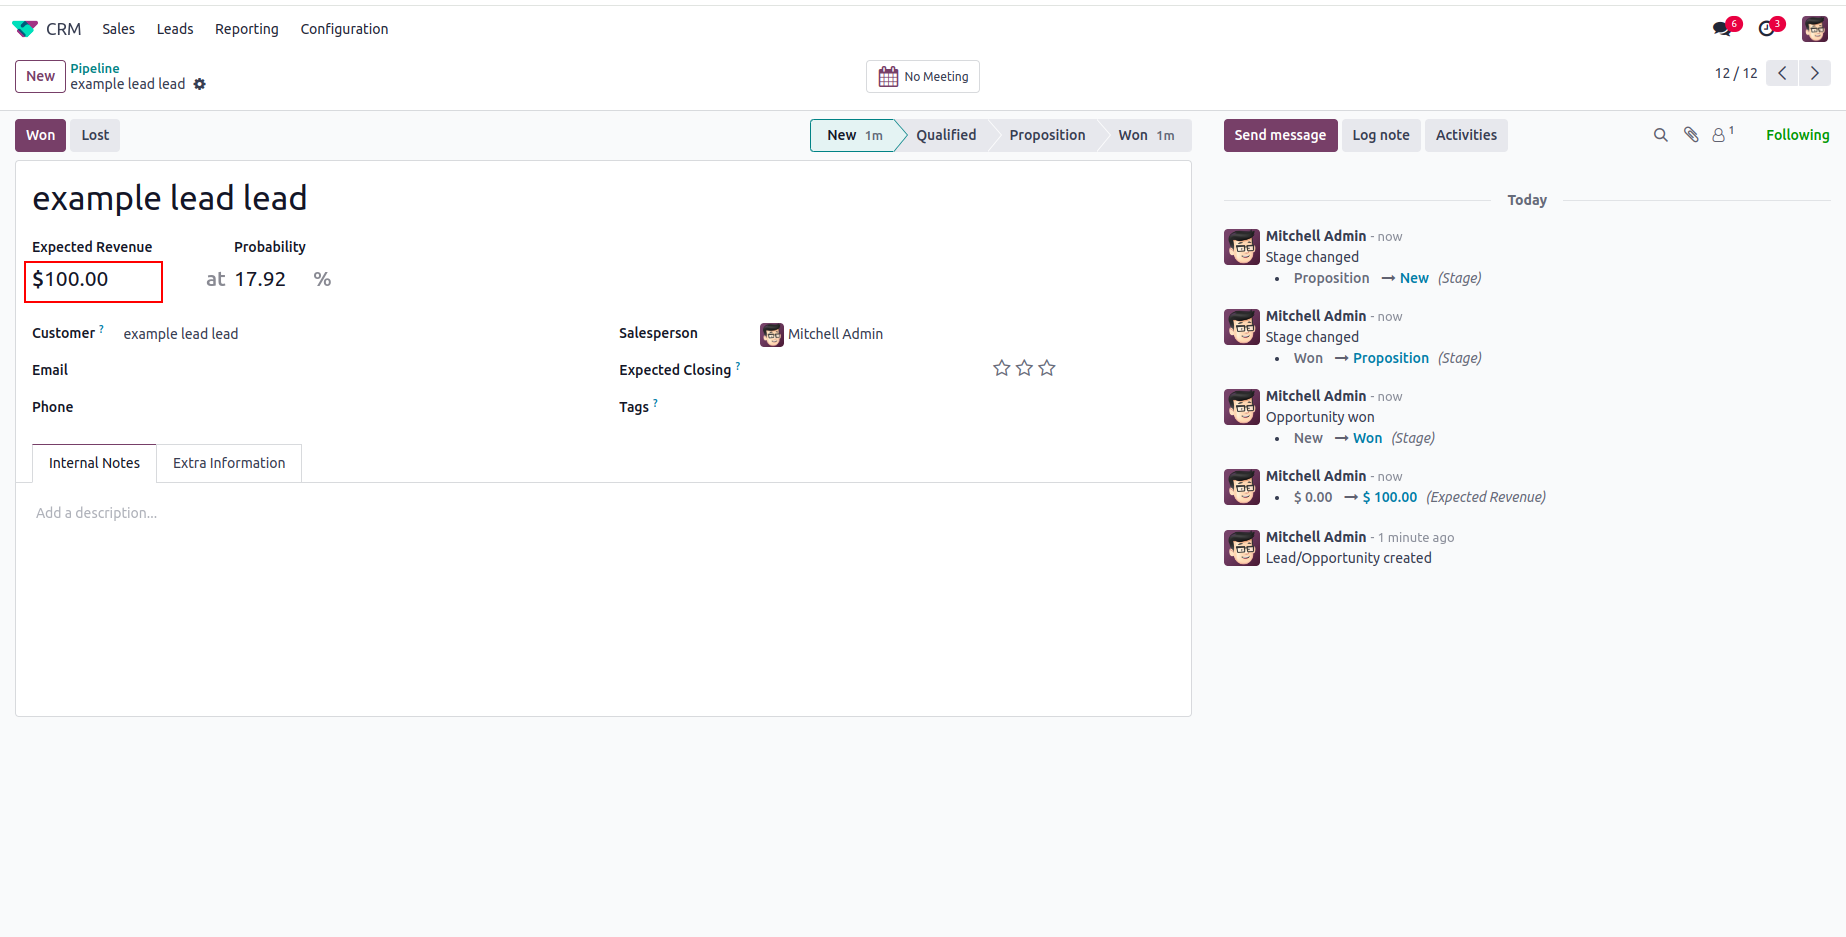 CRM Sales Leads Reporting Configuration 6 3
New Pipeline No Meeting 12 / 12
example lead lead
Won Lost New 1m Qualified Proposition Won 1m Send message Log note Activities 1 Following
example lead lead
Expected Revenue Probability
$100.00 at 17.92 %
Customer ? example lead lead Salesperson Mitchell Admin
Email Expected Closing ?
Phone Tags ?
Internal Notes Extra Information
Add a description...
Today
Mitchell Admin - now
Stage changed
• Proposition → New (Stage)
Mitchell Admin - now
Stage changed
• Won → Proposition (Stage)
Mitchell Admin - now
Opportunity won
• New → Won (Stage)
Mitchell Admin - now
• $ 0.00 → $ 100.00 (Expected Revenue)
Mitchell Admin - 1 minute ago
Lead/Opportunity created